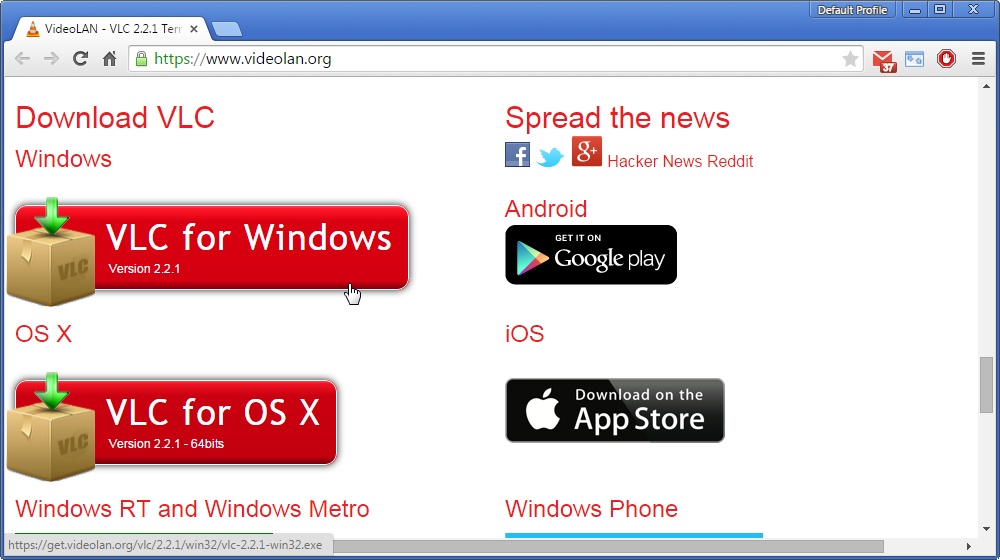 Default Profile
VideoLAN - VLC 2.2.1 Terr
https://www.videolan.org
37
Download VLC
Windows
VLC
VLC for Windows
Version 2.2.1
OS X
VLC
VLC for OS X
Version 2.2.1 - 64bits
Windows RT and Windows Metro
Spread the news
Hacker News Reddit
Android
GET IT ON
Google play
iOS
Download on the
App Store
Windows Phone
https://get.videolan.org/vlc/2.2.1/win32/vlc-2.2.1-win32.exe